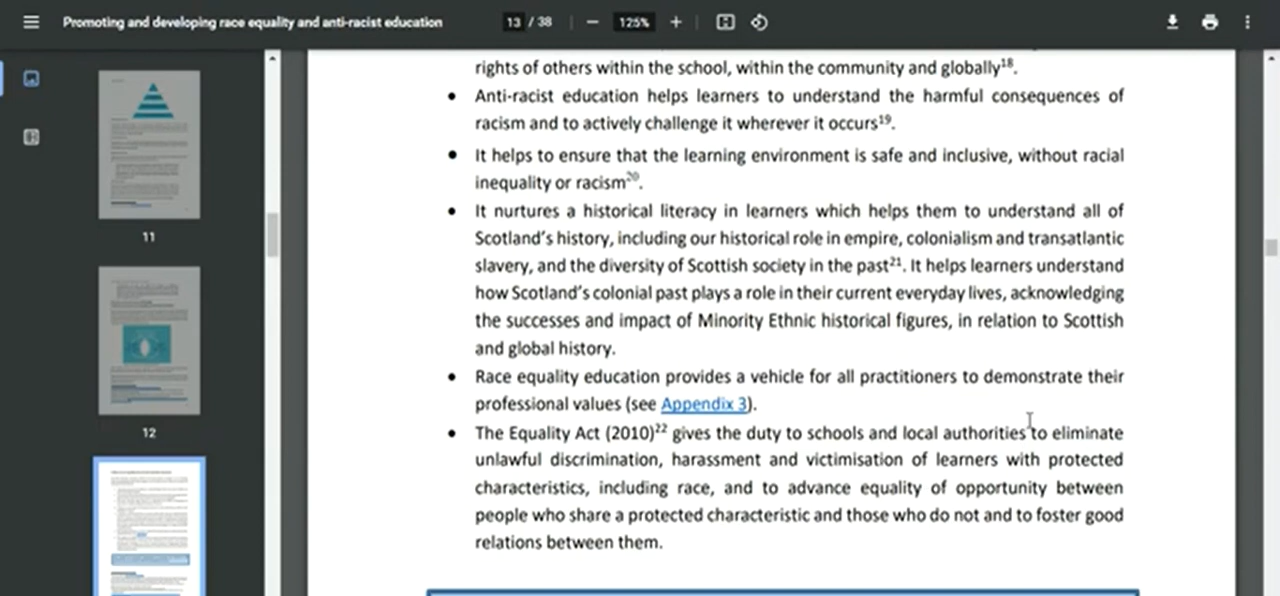 Promoting and developing race equality and anti-racist education
13 / 38
125%
11
12
rights of others within the school, within the community and globally¹⁸.
• Anti-racist education helps learners to understand the harmful consequences of
racism and to actively challenge it wherever it occurs¹⁹.
• It helps to ensure that the learning environment is safe and inclusive, without racial
inequality or racism²⁰.
• It nurtures a historical literacy in learners which helps them to understand all of
Scotland's history, including our historical role in empire, colonialism and transatlantic
slavery, and the diversity of Scottish society in the past²¹. It helps learners understand
how Scotland's colonial past plays a role in their current everyday lives, acknowledging
the successes and impact of Minority Ethnic historical figures, in relation to Scottish
and global history.
• Race equality education provides a vehicle for all practitioners to demonstrate their
professional values (see Appendix 3).
• The Equality Act (2010)²² gives the duty to schools and local authorities to eliminate
unlawful discrimination, harassment and victimisation of learners with protected
characteristics, including race, and to advance equality of opportunity between
people who share a protected characteristic and those who do not and to foster good
relations between them.